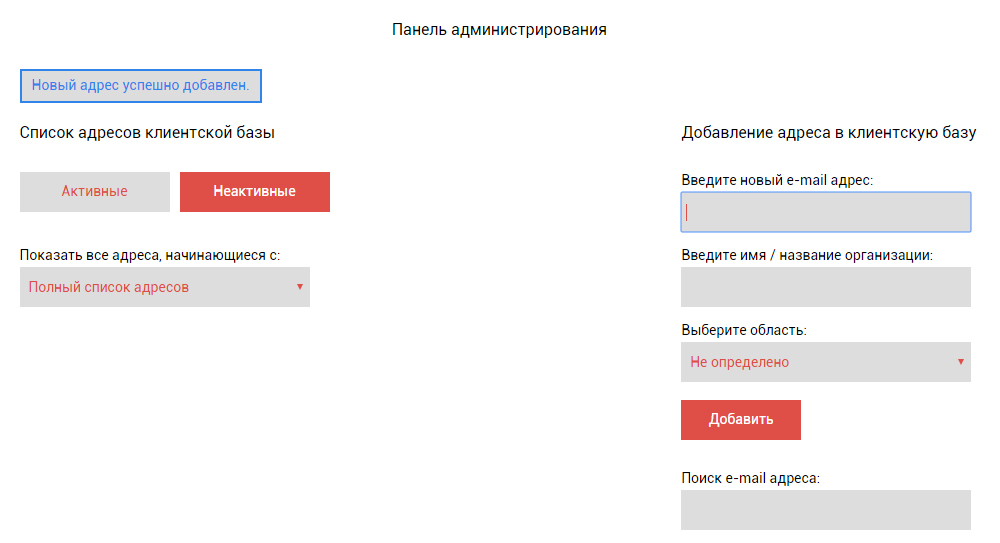 Панель администрирования
Новый адрес успешно добавлен.
Список адресов клиентской базы
Активные
Неактивные
Показать все адреса, начинающиеся с:
Полный список адресов
Добавление адреса в клиентскую базу
Введите новый e-mail адрес:
Введите имя / название организации:
Выберите область:
Не определено
Добавить
Поиск e-mail адреса: